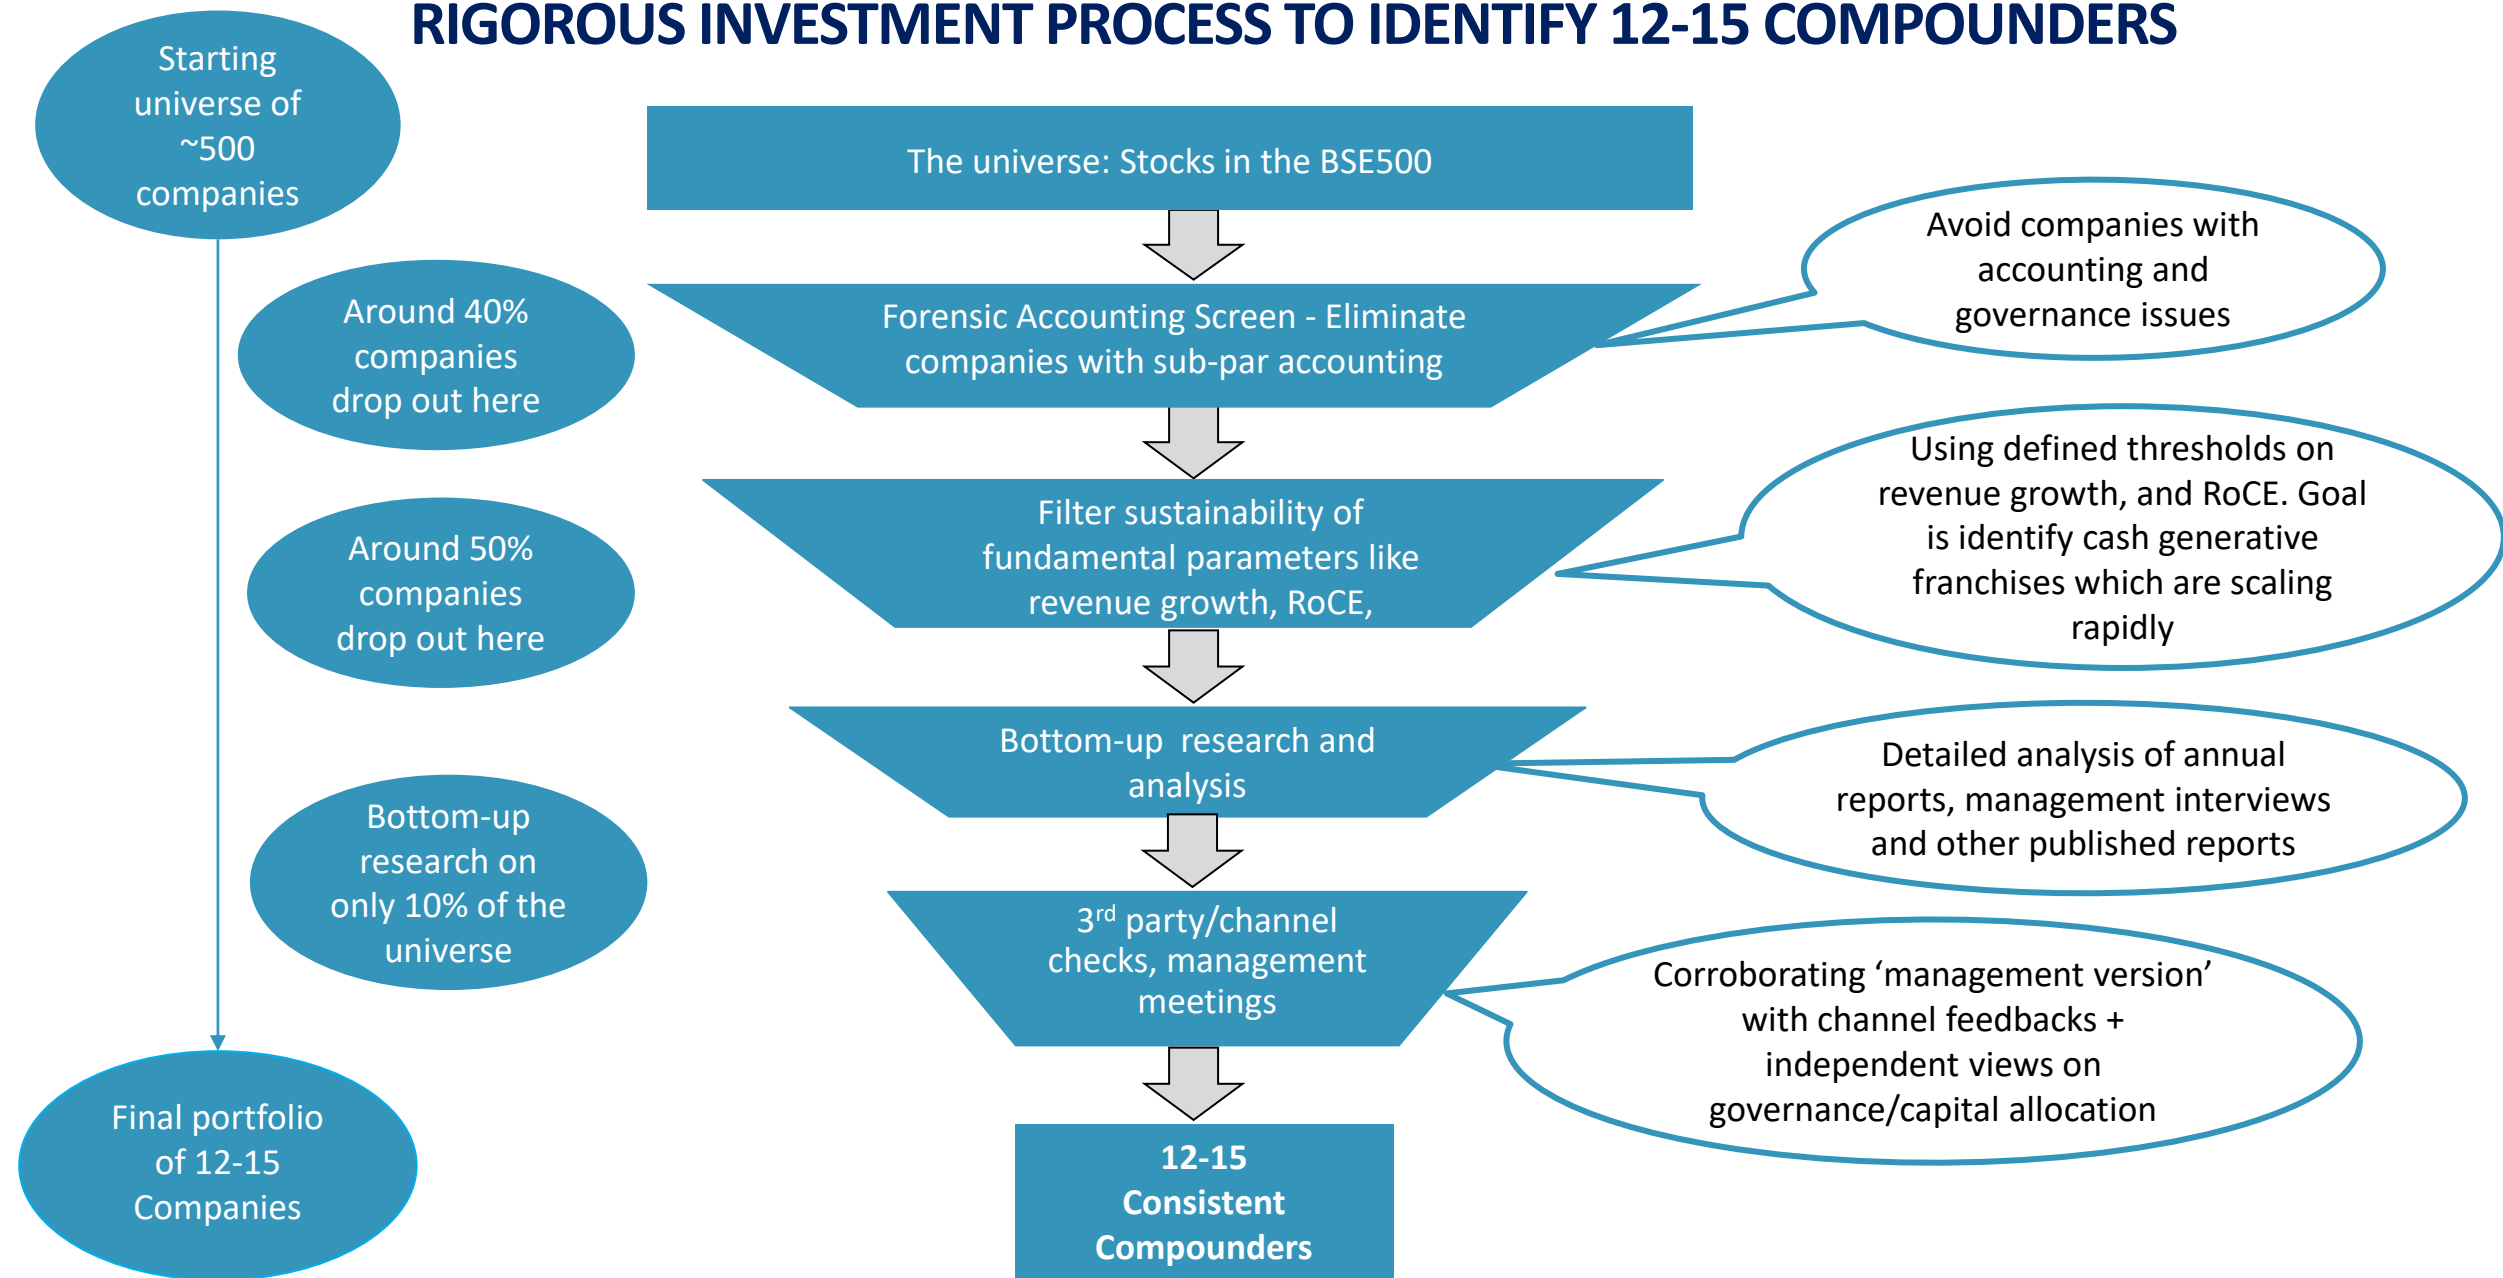 RIGOROUS INVESTMENT PROCESS TO IDENTIFY 12-15 COMPOUNDERS
Starting
universe of
~500
companies
The universe: Stocks in the BSE500
Avoid companies with
accounting and
governance issues
Around 40%
companies
drop out here
Forensic Accounting Screen - Eliminate
companies with sub-par accounting
Using defined thresholds on
revenue growth, and RoCE. Goal
is identify cash generative
franchises which are scaling
rapidly
Around 50%
companies
drop out here
Filter sustainability of
fundamental parameters like
revenue growth, RoCE,
Bottom-up research and
analysis
Detailed analysis of annual
reports, management interviews
and other published reports
Bottom-up
research on
only 10% of the
universe
3rd party/channel
checks, management
meetings
Corroborating ‘management version’
with channel feedbacks +
independent views on
governance/capital allocation
Final portfolio
of 12-15
Companies
12-15
Consistent
Compounders